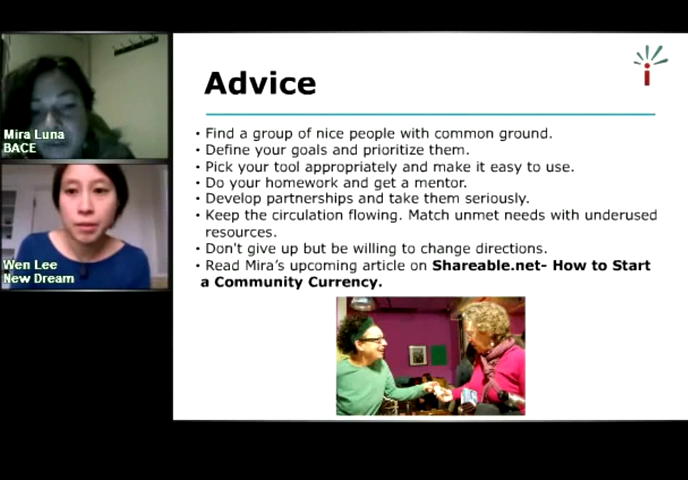 Advice
Mira Luna
BACE
Wen Lee
New Dream
• Find a group of nice people with common ground.
• Define your goals and prioritize them.
• Pick your tool appropriately and make it easy to use.
• Do your homework and get a mentor.
• Develop partnerships and take them seriously.
• Keep the circulation flowing. Match unmet needs with underused
resources.
• Don't give up but be willing to change directions.
• Read Mira's upcoming article on Shareable.net- How to Start
a Community Currency.